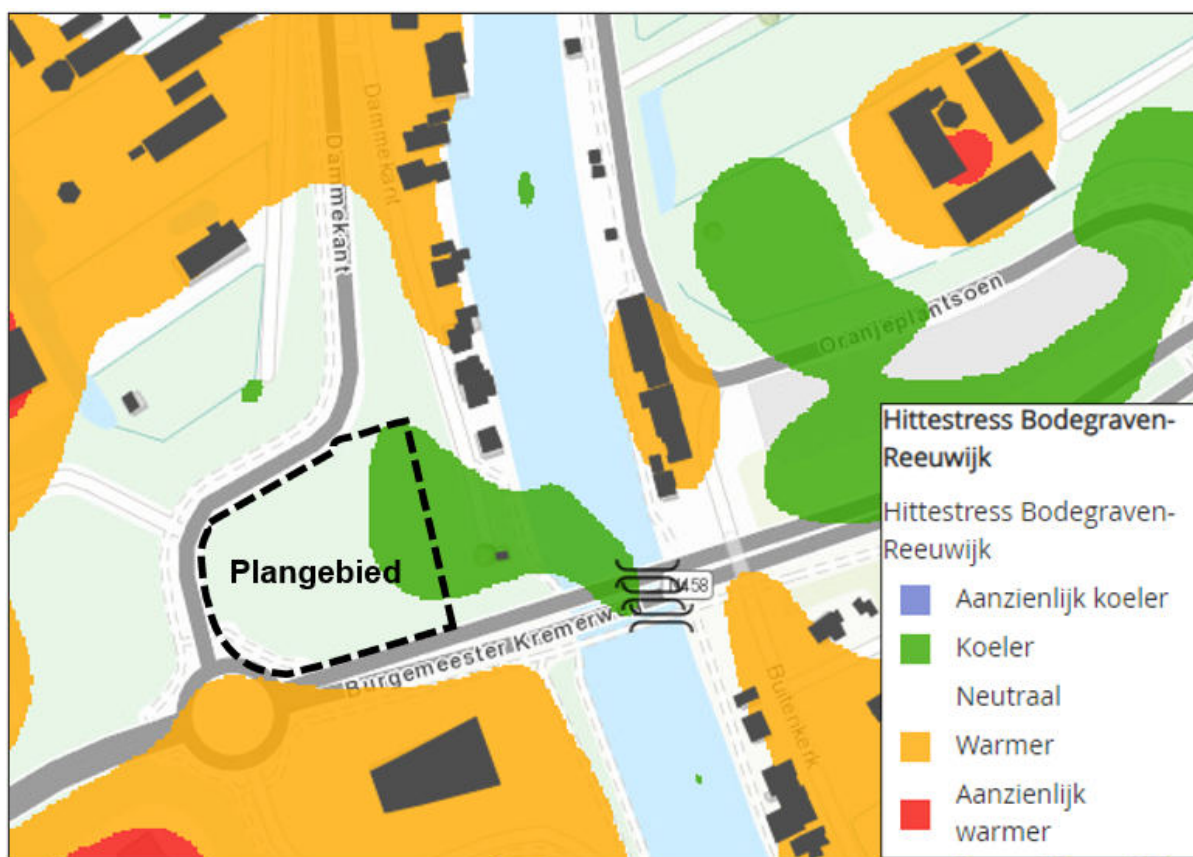 Dammekant
Dammekant
Oranjeplantsoen
Plangebied
N458
Burgemeester Kremerw
Buitenkerk
Hittestress Bodegraven-
Reeuwijk
Hittestress Bodegraven-
Reeuwijk
Aanzienlijk koeler
Koeler
Neutraal
Warmer
Aanzienlijk
warmer